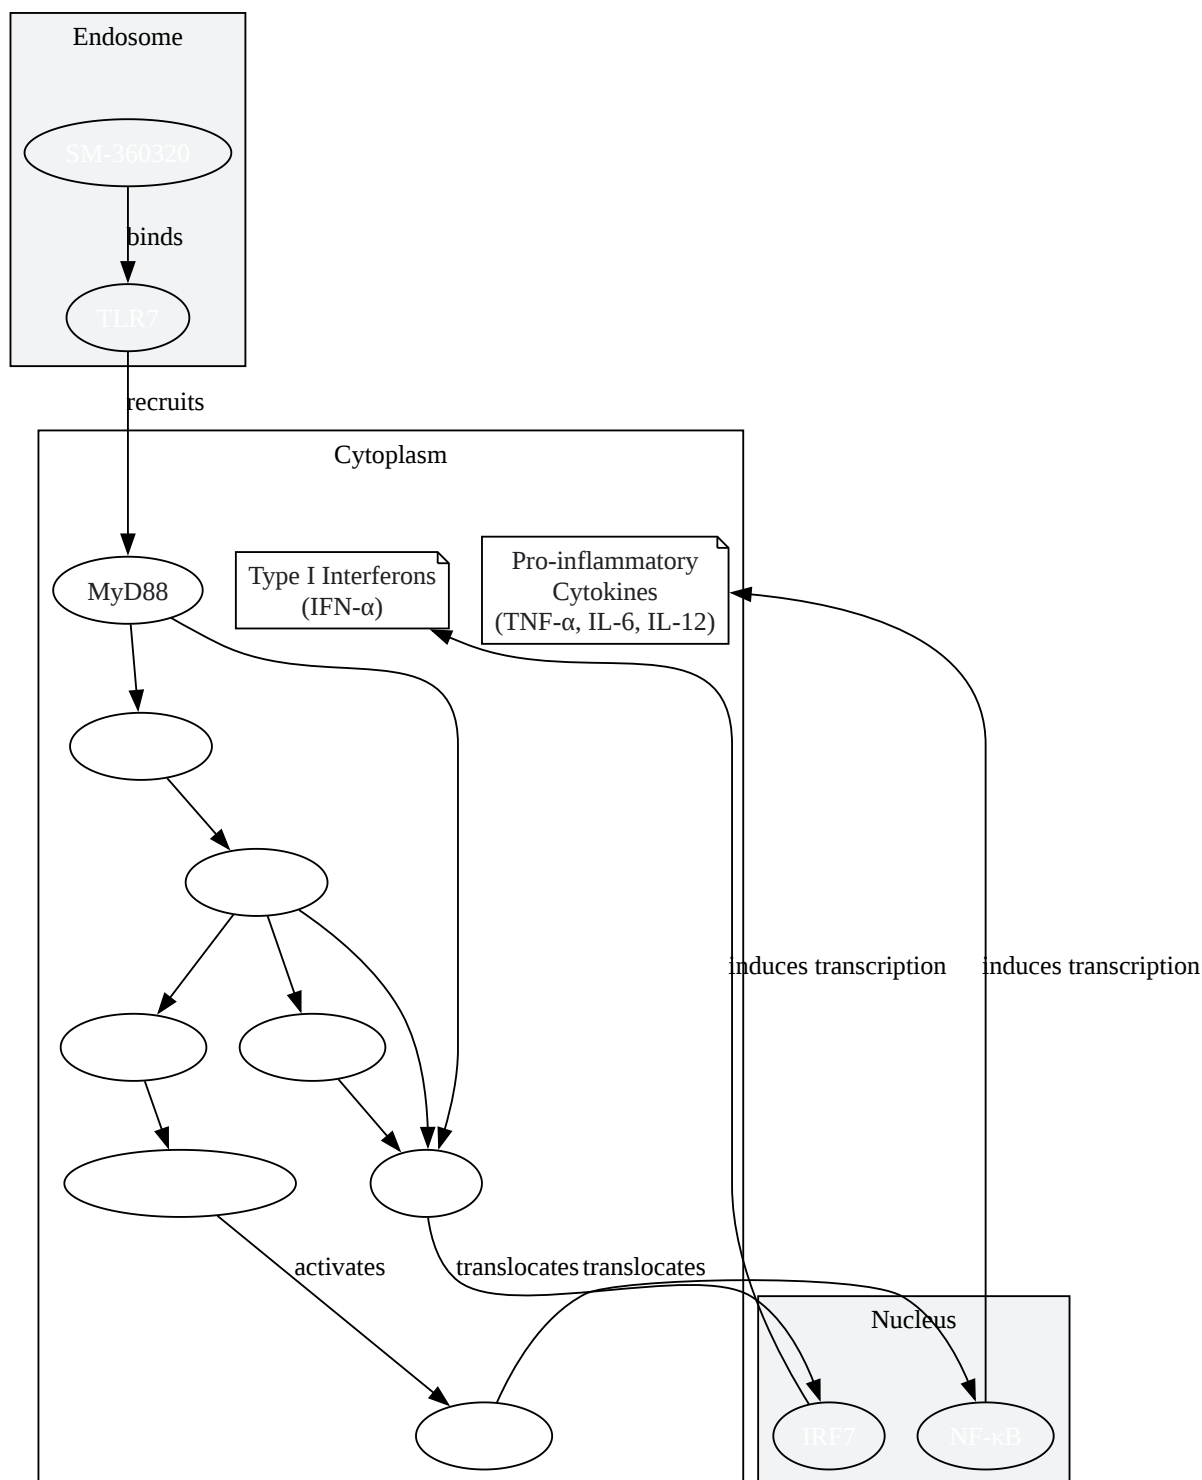 Endosome
SM-360320
binds
TLR7
recruits
Cytoplasm
MyD88
Type I Interferons
(IFN-α)
Pro-inflammatory
Cytokines
(TNF-α, IL-6, IL-12)
induces transcription
induces transcription
activates
translocates
translocates
Nucleus
IRF7
NF-κB